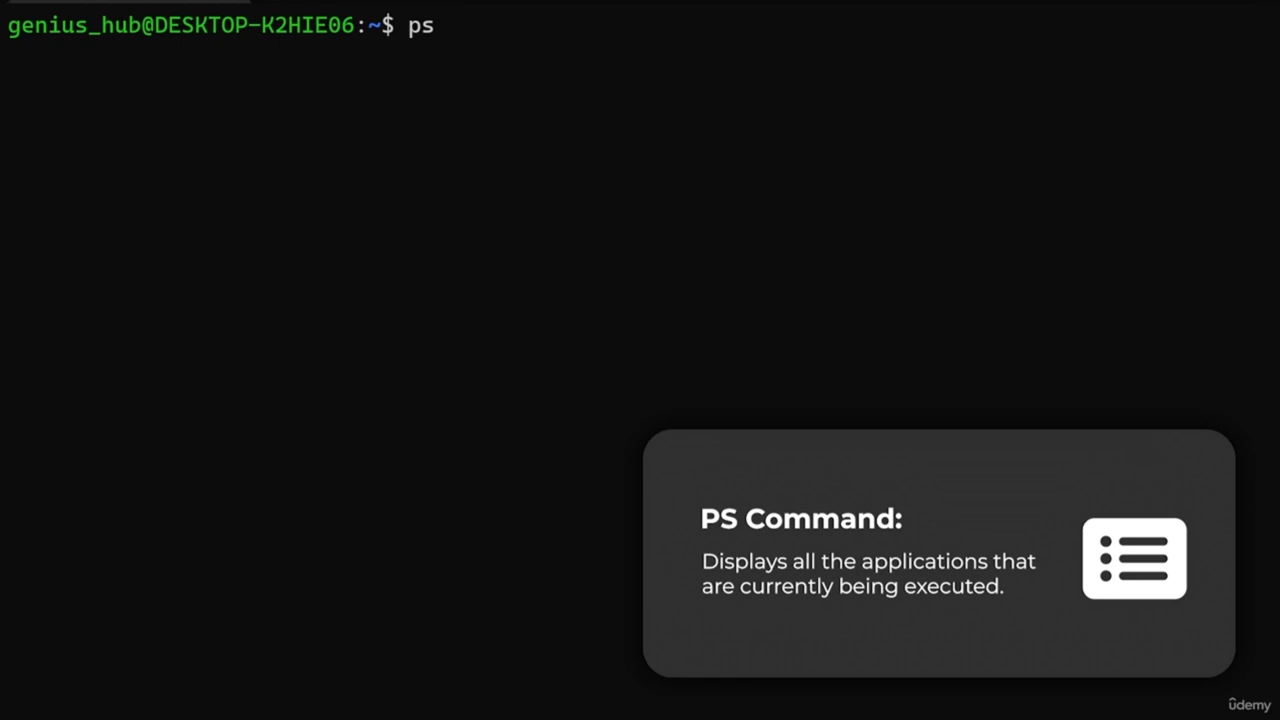 genius_hub@DESKTOP-K2HIE06:~$ ps
PS Command:
Displays all the applications that
are currently being executed.
ûdemy